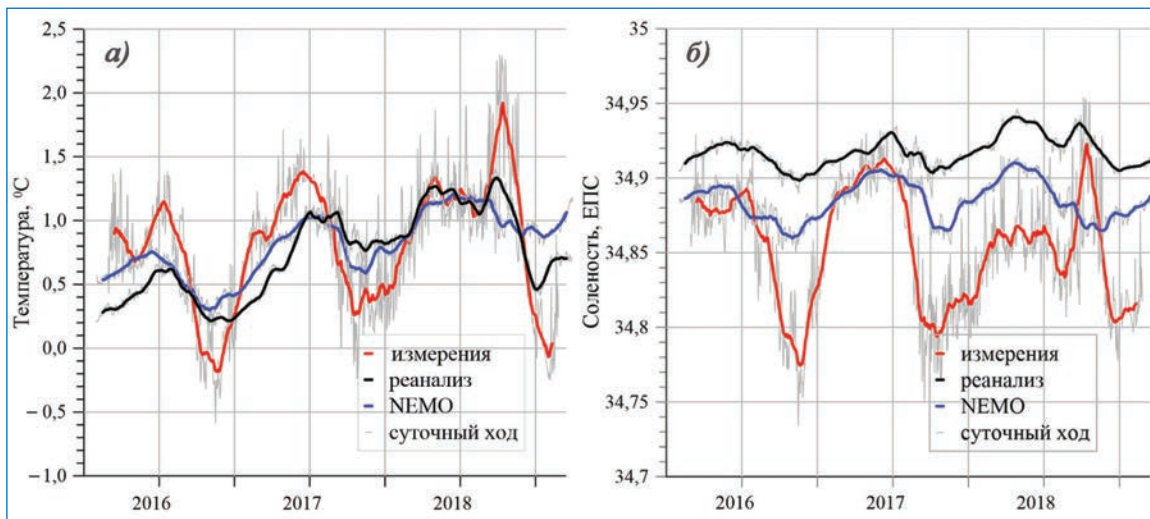 а)
Температура, ⁰С
2,5
2,0
1,5
1,0
0,5
0,0
– 0,5
–1,0
измерения
реанализ
NEMO
суточный ход
2016
2017
2018
б)
Соленость, ЕПС
35
34,95
34,9
34,85
34,8
34,75
34,7
измерения
реанализ
NEMO
суточный ход
2016
2017
2018